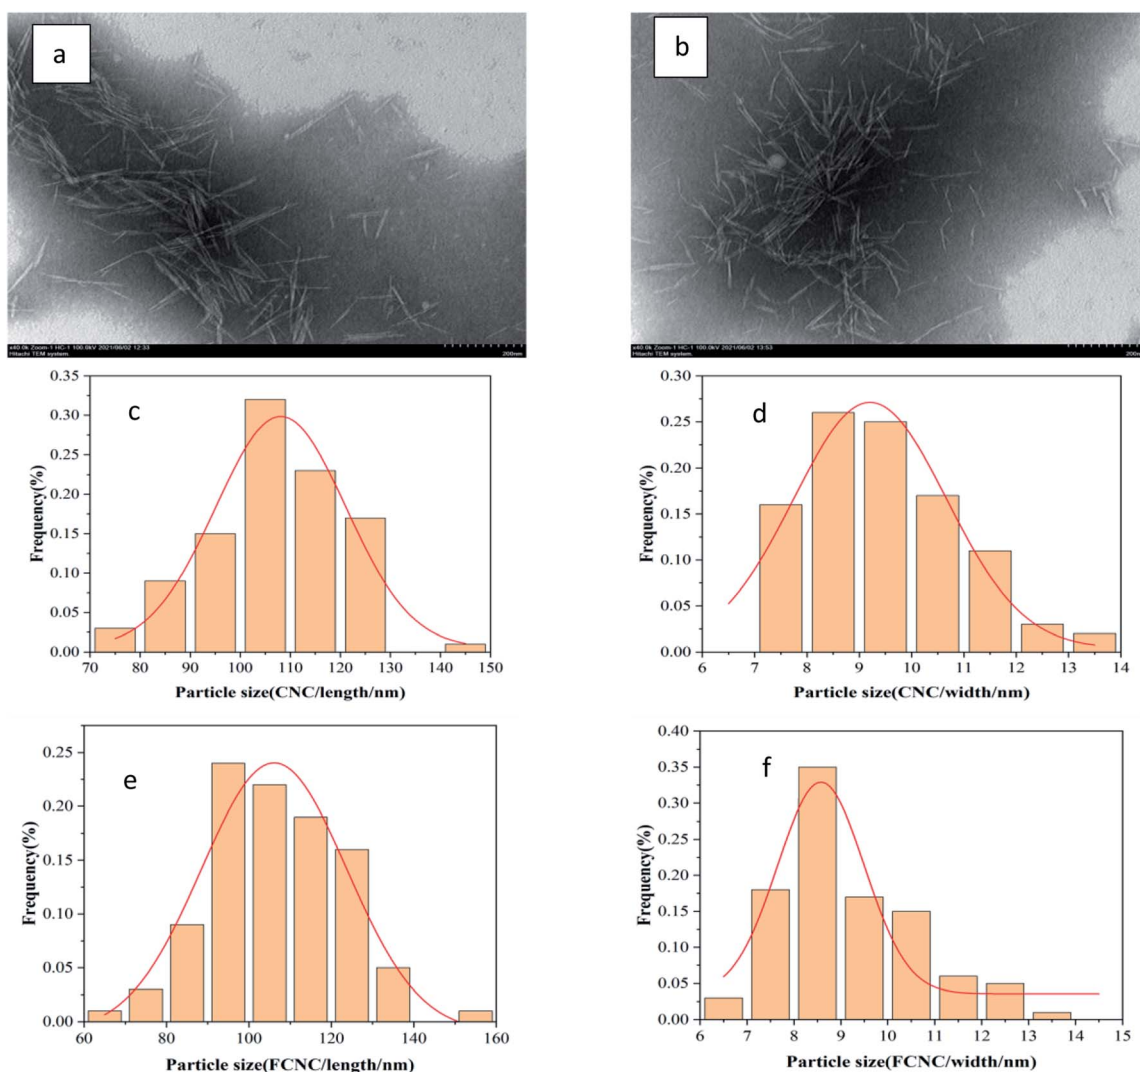 a
b
x40.0k Zoom-1 HC-1 100.0kV 2021/06/02 12:33
Hitachi TEM system.
200nm
x40.0k Zoom-1 HC-1 100.0kV 2021/06/02 13:53
Hitachi TEM system.
200nm
c
0.35
0.30
0.25
0.20
0.15
0.10
0.05
0.00
Frequency(%)
70 80 90 100 110 120 130 140 150
Particle size(CNC/length/nm)
d
0.30
0.25
0.20
0.15
0.10
0.05
0.00
Frequency(%)
6 7 8 9 10 11 12 13 14
Particle size(CNC/width/nm)
e
0.25
0.20
0.15
0.10
0.05
0.00
Frequency(%)
60 80 100 120 140 160
Particle size(FCNC/length/nm)
f
0.40
0.35
0.30
0.25
0.20
0.15
0.10
0.05
0.00
Frequency(%)
6 7 8 9 10 11 12 13 14 15
Particle size(FCNC/width/nm)